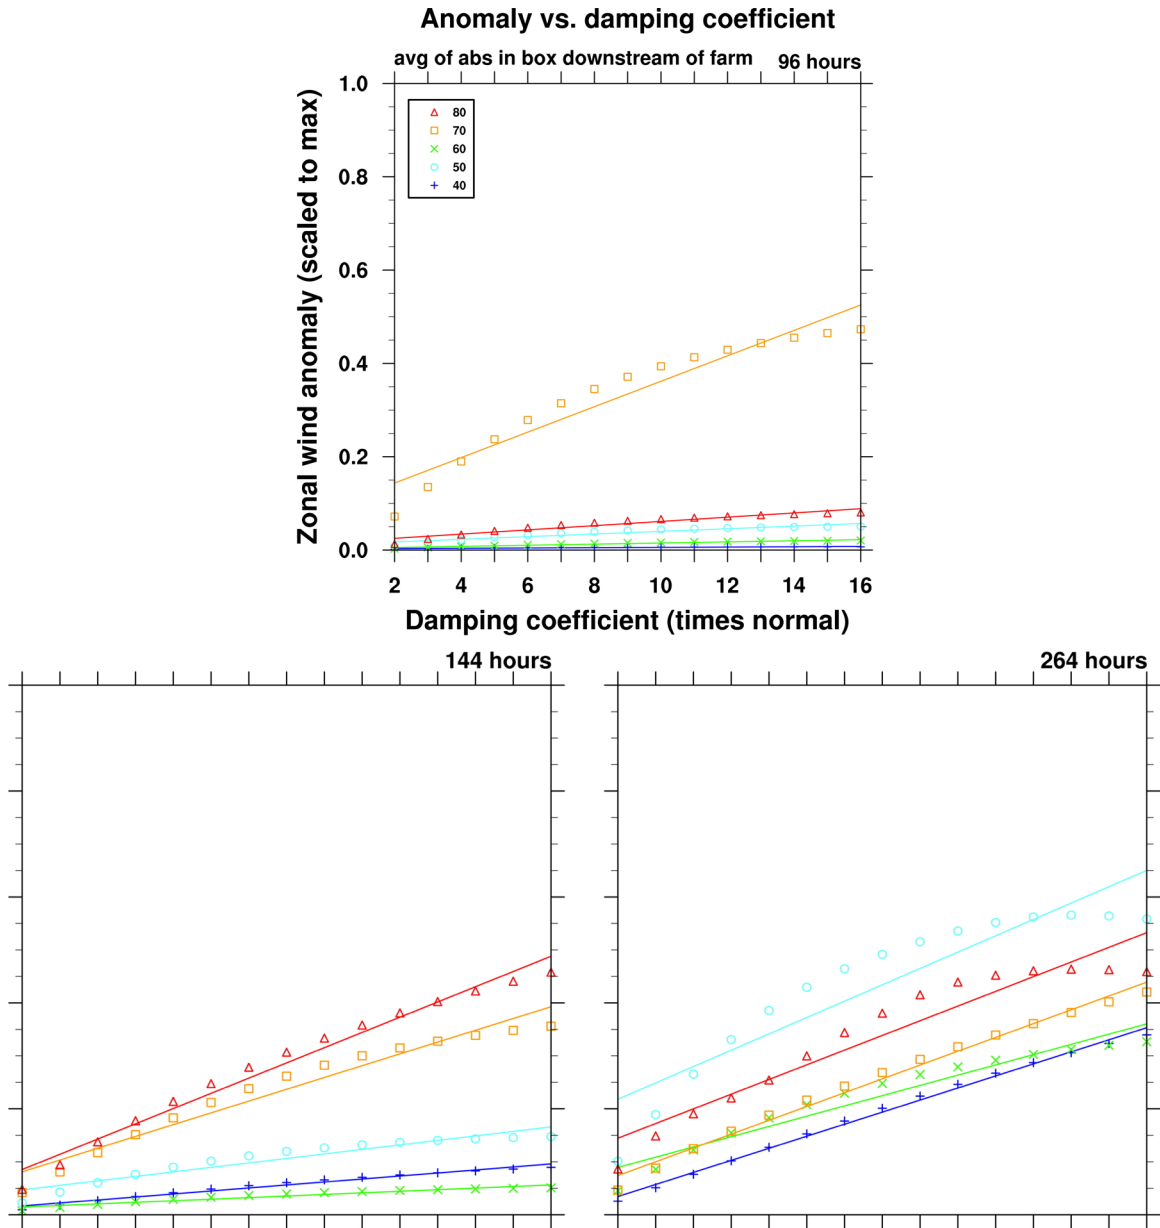 Anomaly vs. damping coefficient
avg of abs in box downstream of farm 96 hours
Zonal wind anomaly (scaled to max)
1.0
0.8
0.6
0.4
0.2
0.0
80
70
60
50
40
2 4 6 8 10 12 14 16
Damping coefficient (times normal)
144 hours 264 hours